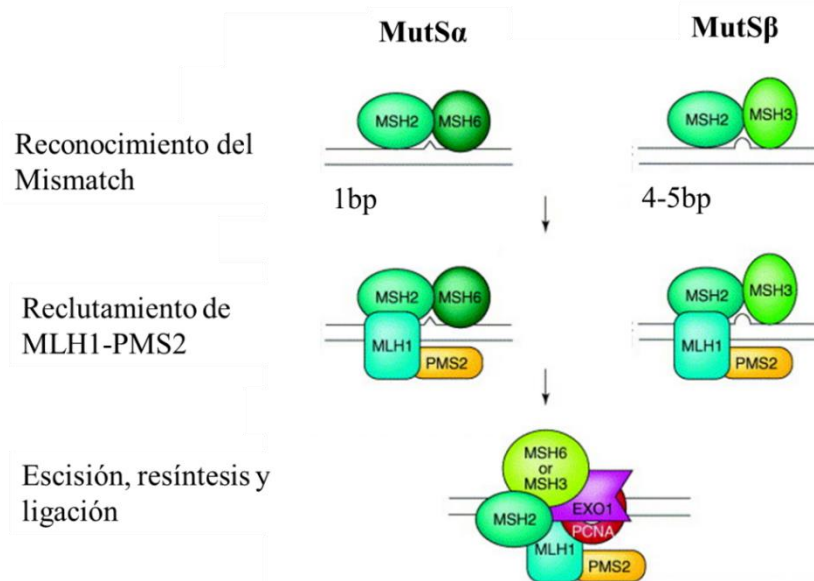 MutSα
MutSβ
MSH2
MSH6
MSH2
MSH3
Reconocimiento del
Mismatch
1bp
4-5bp
MSH2
MSH6
MSH2
MSH3
Reclutamiento de
MLH1-PMS2
MLH1
PMS2
MLH1
PMS2
Escisión, resíntesis y
ligación
MSH6
or
MSH3
EXO1
MSH2
PCNA
MLH1
PMS2